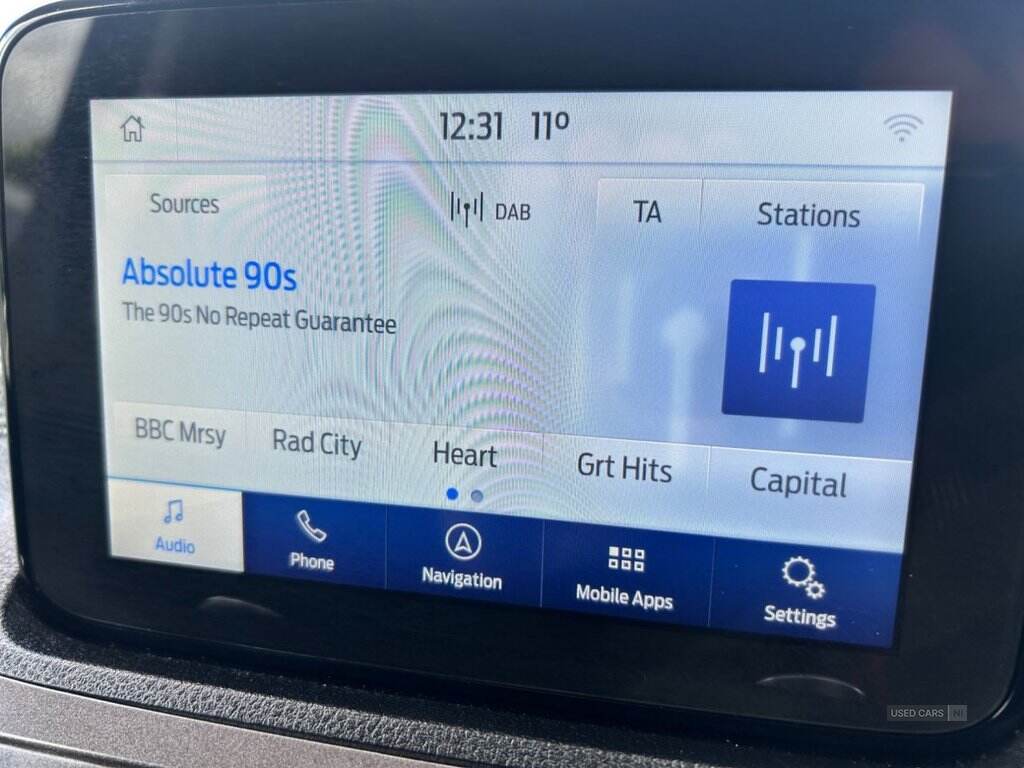 12:31 11°
Sources DAB TA Stations
Absolute 90s
The 90s No Repeat Guarantee
BBC Mrsy Rad City Heart Grt Hits Capital
Audio Phone Navigation Mobile Apps Settings
USED CARS NI